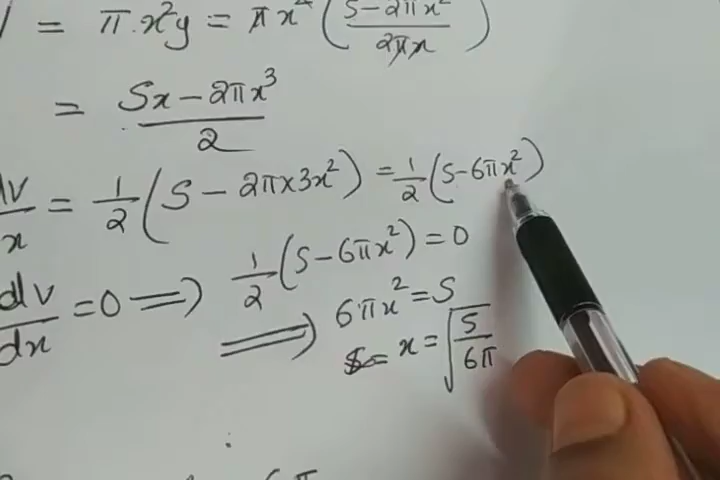 = π.x²y = πx² ( (S-2πx²)/(2πx) )
= (Sx - 2πx³)/2
dv/x = 1/2 (S - 2π×3x²) = 1/2 (S-6πx²)
dv/dx = 0 ⟹ 1/2 (S-6πx²) = 0
6πx² = S
⟹ x = √(S/6π)